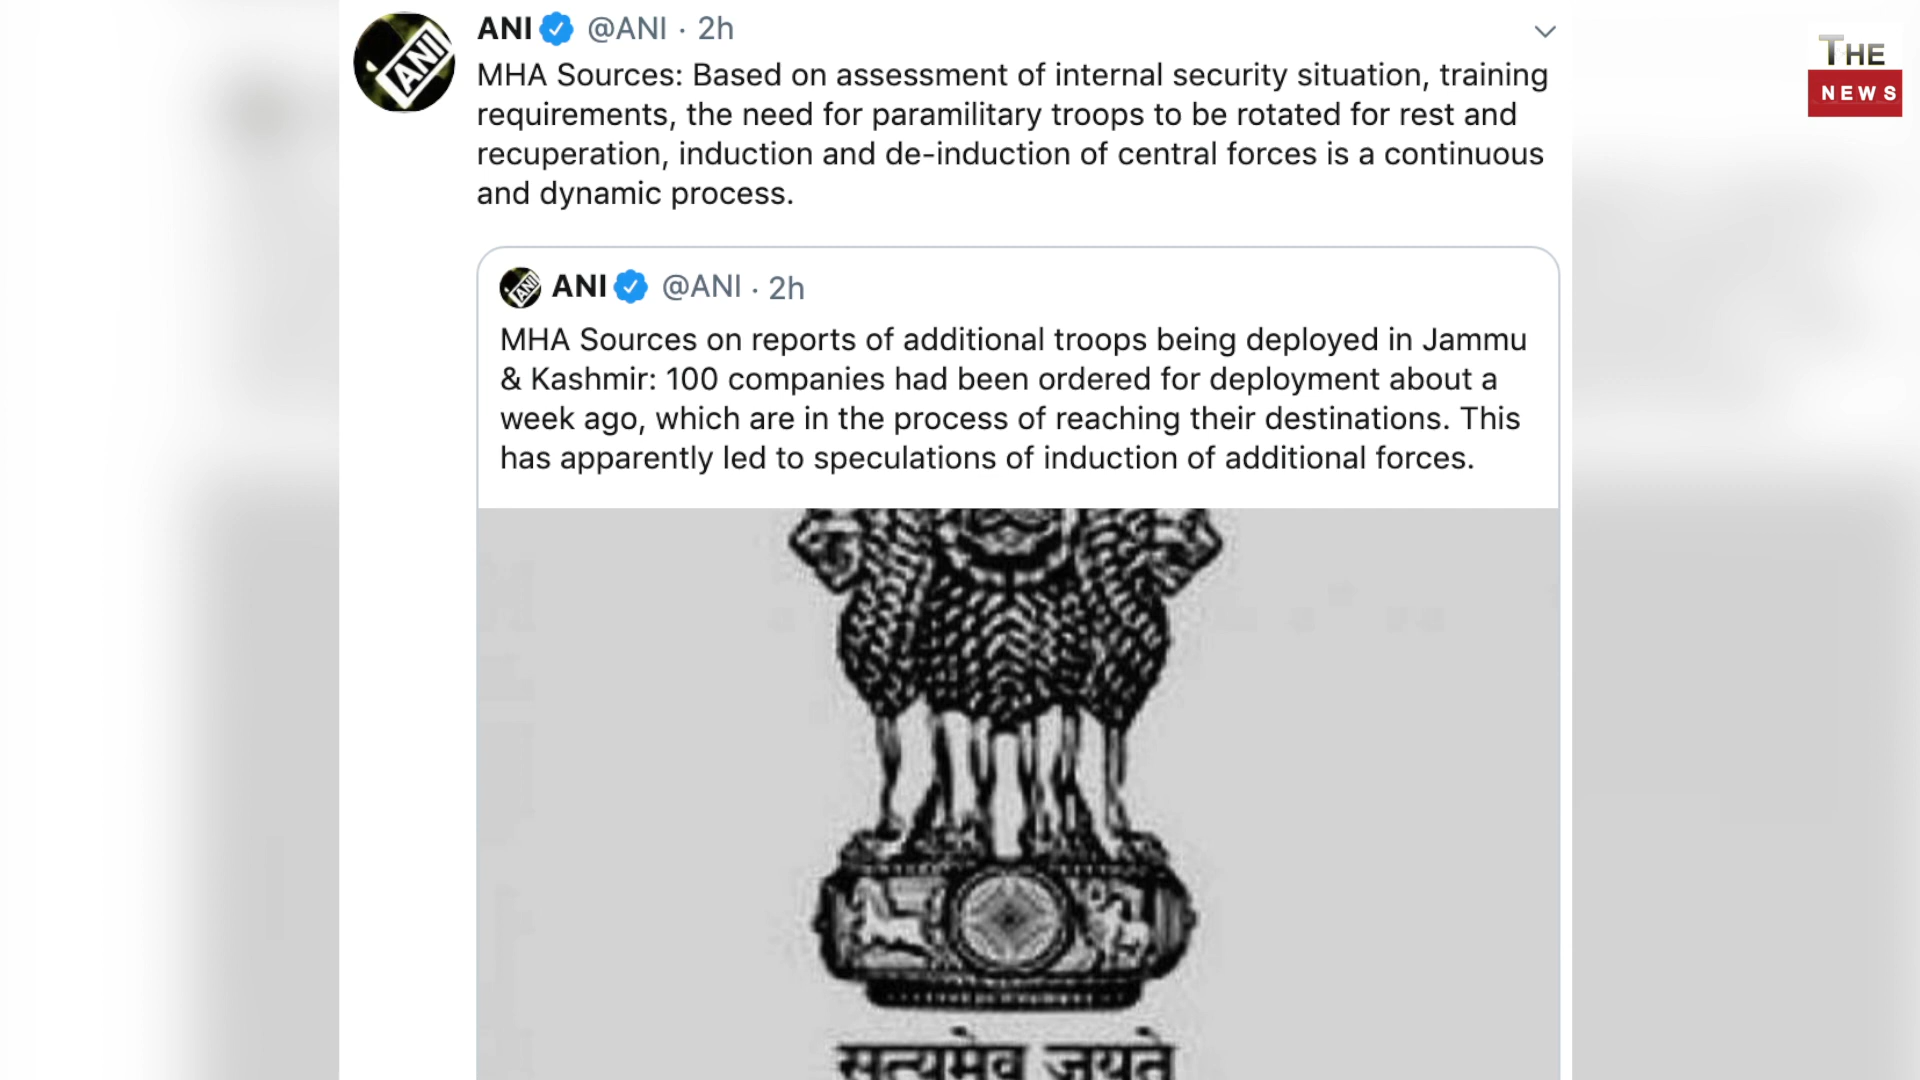 ANI @ANI · 2h
MHA Sources: Based on assessment of internal security situation, training
requirements, the need for paramilitary troops to be rotated for rest and
recuperation, induction and de-induction of central forces is a continuous
and dynamic process.
ANI @ANI · 2h
MHA Sources on reports of additional troops being deployed in Jammu
& Kashmir: 100 companies had been ordered for deployment about a
week ago, which are in the process of reaching their destinations. This
has apparently led to speculations of induction of additional forces.
सत्यमेव जयते
THE
NEWS
ANI
ANI